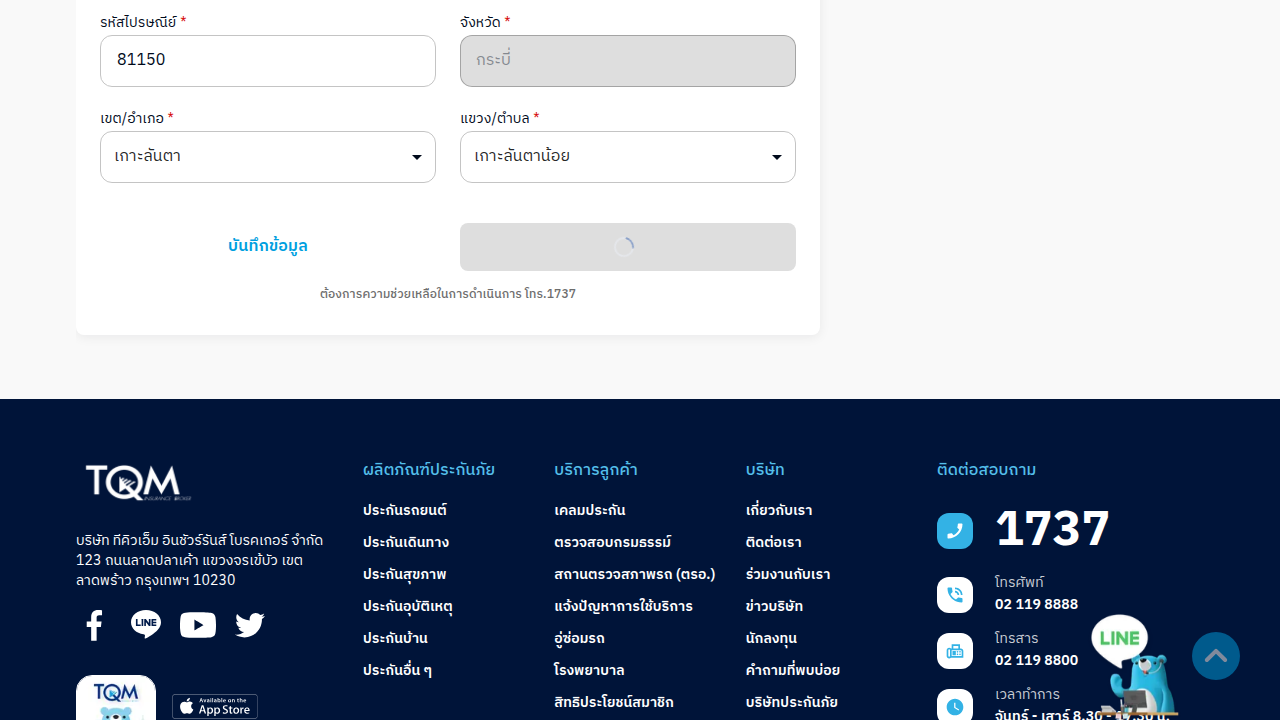 รหัสไปรษณีย์ *
จังหวัด *
81150
กระบี่
เขต/อำเภอ *
แขวง/ตำบล *
เกาะลันตา
เกาะลันตาน้อย
บันทึกข้อมูล
ต้องการความช่วยเหลือในการดำเนินการ โทร.1737
TQM
INSURANCE BROKER
บริษัท ทีคิวเอ็ม อินชัวร์รันส์ โบรคเกอร์ จำกัด
123 ถนนลาดปลาเค้า แขวงจรเข้บัว เขต
ลาดพร้าว กรุงเทพฯ 10230
LINE
TQM
Available on the
App Store
ผลิตภัณฑ์ประกันภัย
ประกันรถยนต์
ประกันเดินทาง
ประกันสุขภาพ
ประกันอุบัติเหตุ
ประกันบ้าน
ประกันอื่น ๆ
บริการลูกค้า
เคลมประกัน
ตรวจสอบกรมธรรม์
สถานตรวจสภาพรถ (ตรอ.)
แจ้งปัญหาการใช้บริการ
อู่ซ่อมรถ
โรงพยาบาล
สิทธิประโยชน์สมาชิก
บริษัท
เกี่ยวกับเรา
ติดต่อเรา
ร่วมงานกับเรา
ข่าวบริษัท
นักลงทุน
คำถามที่พบบ่อย
บริษัทประกันภัย
ติดต่อสอบถาม
1737
โทรศัพท์
02 119 8888
โทรสาร
02 119 8800
เวลาทำการ
จันทร์ - เสาร์ 8.30 -
LINE